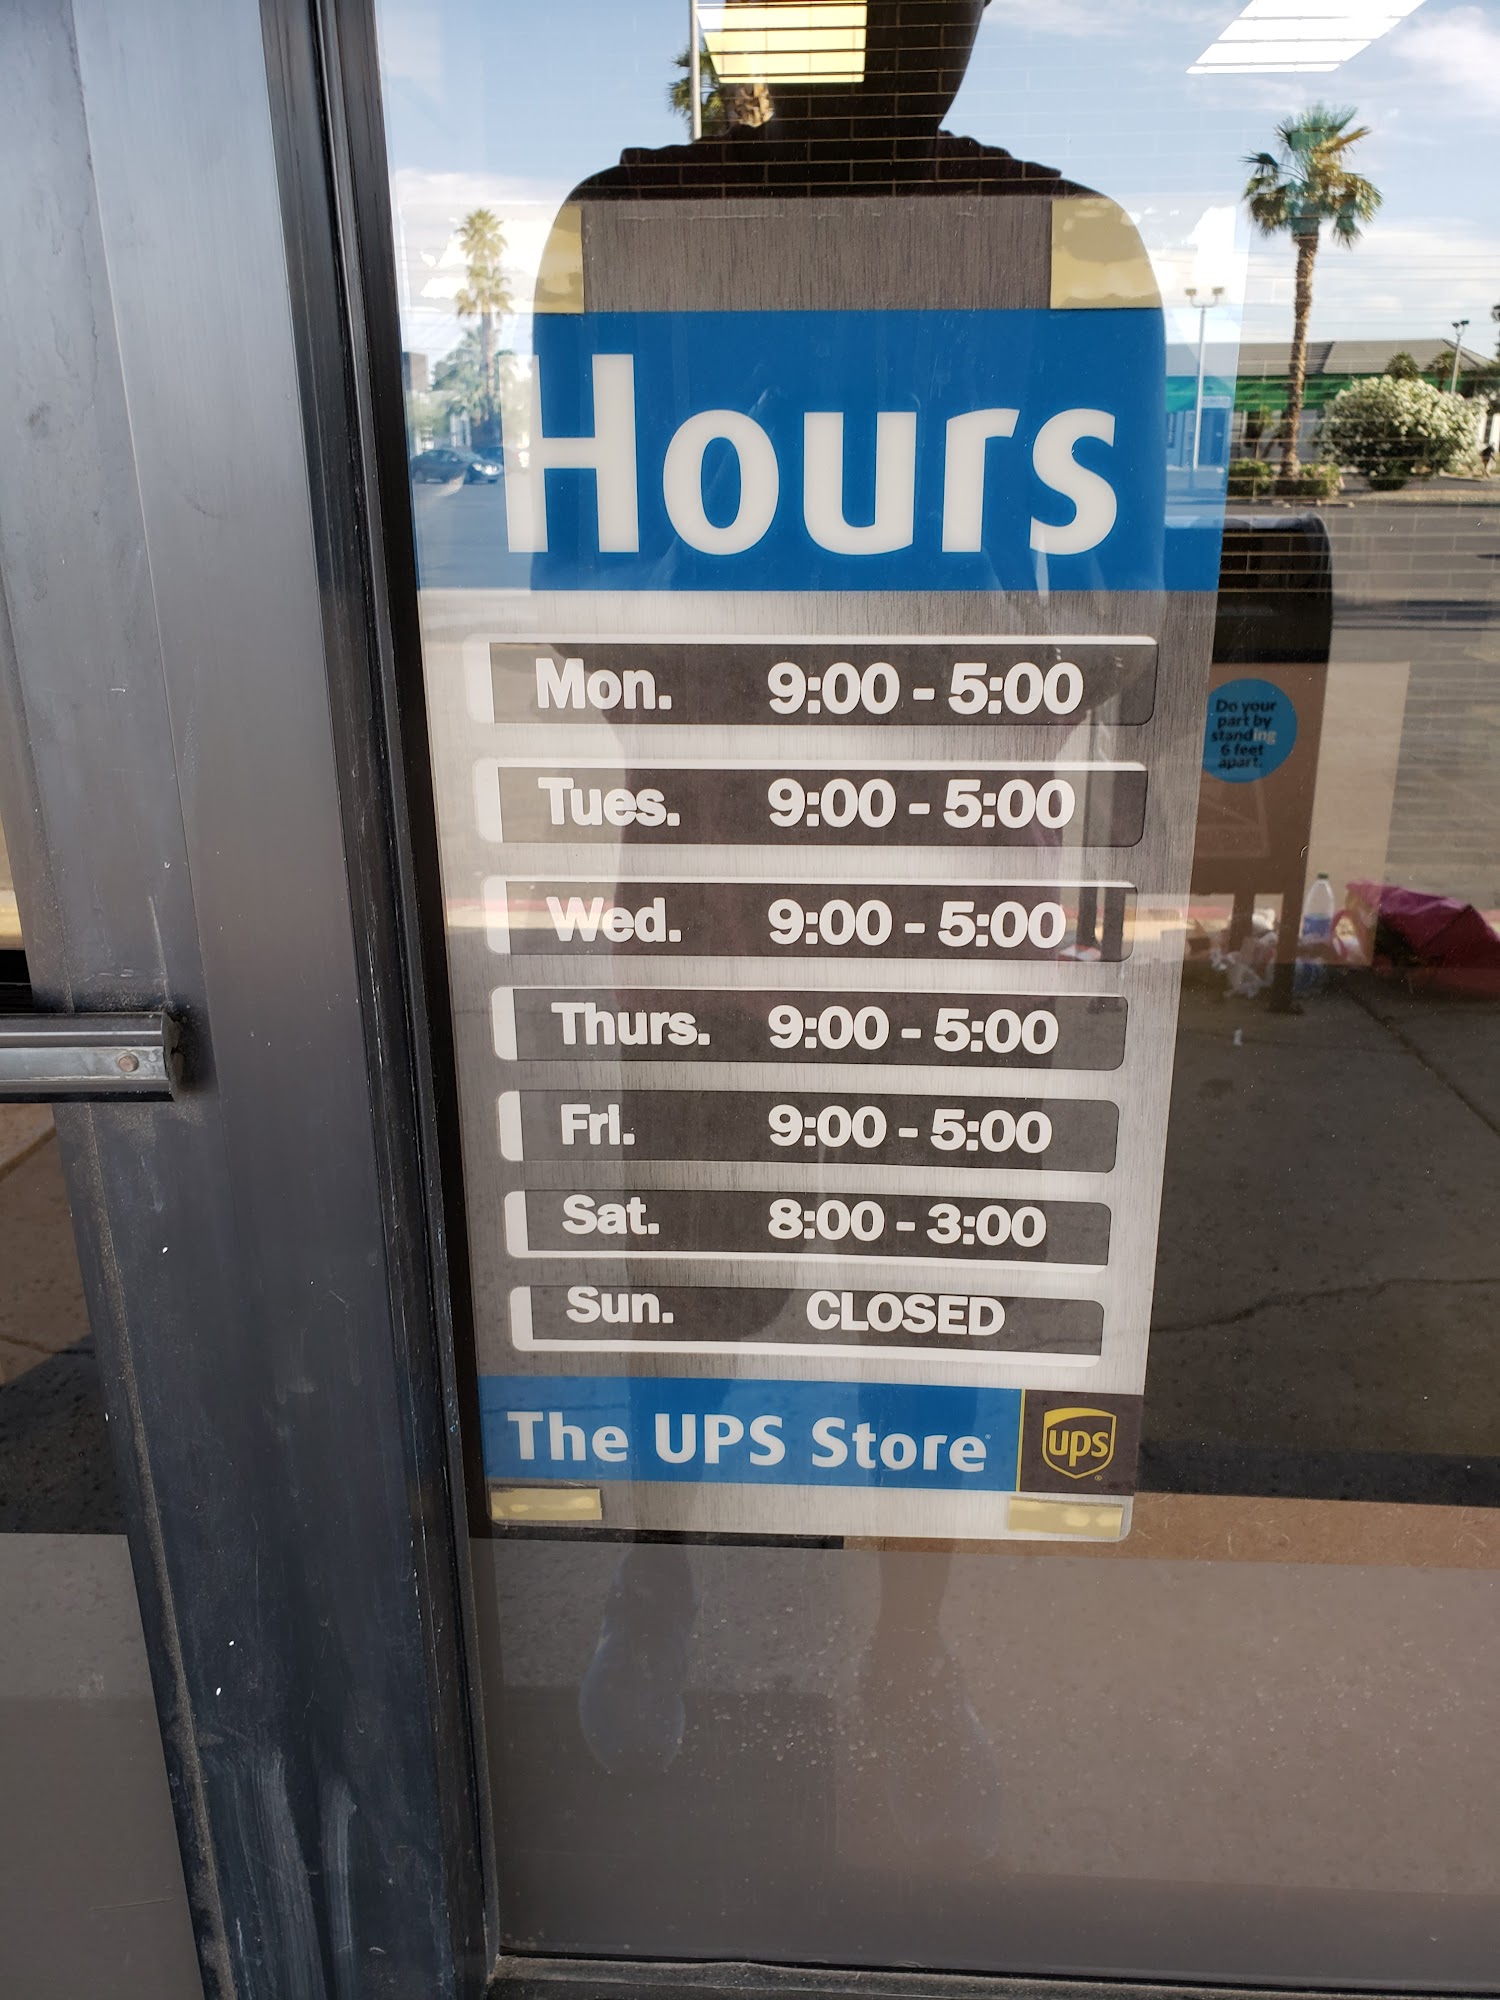 Hours
Mon. 9:00 - 5:00
Tues. 9:00 - 5:00
Wed. 9:00 - 5:00
Thurs. 9:00 - 5:00
Fri. 9:00 - 5:00
Sat. 8:00 - 3:00
Sun. CLOSED
The UPS Store
ups
Do your
part by
standing
6 feet
apart.